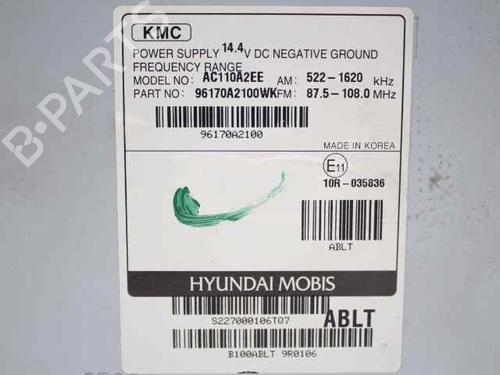 KMC
POWER SUPPLY 14.4V DC NEGATIVE GROUND
FREQUENCY RANGE
MODEL NO: AC110A2EE AM: 522-1620 kHz
PART NO: 96170A2100WK FM: 87.5-108.0 MHz
96170A2100
MADE IN KOREA
E11
10R-035836
ABLT
HYUNDAI MOBIS
S227000106TQ7
ABLT
B100ABLT 9R0106
B-PARTS